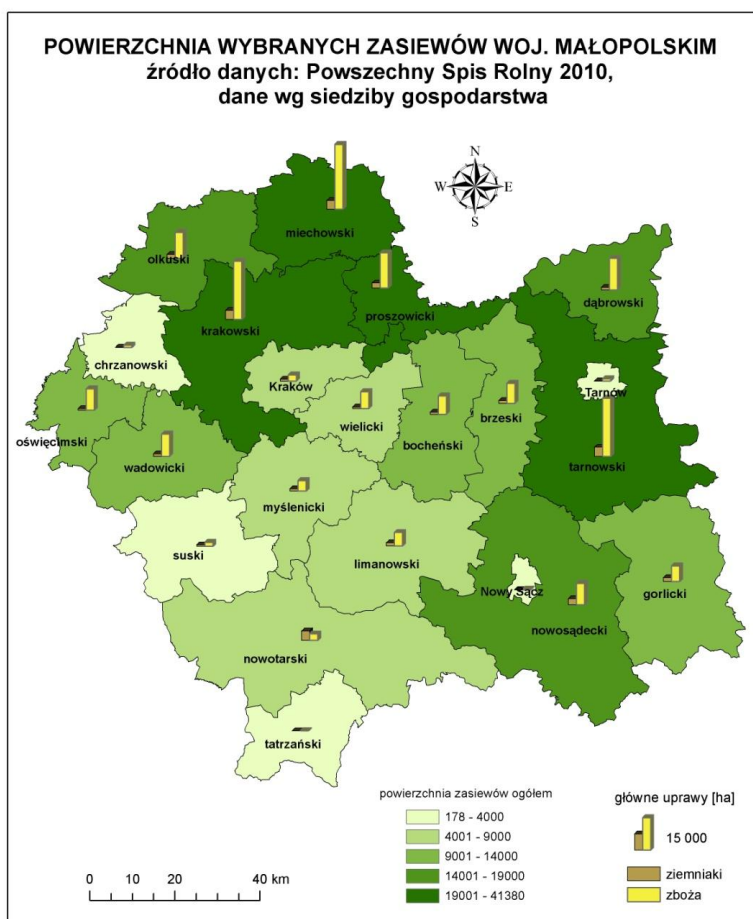 POWIERZCHNIA WYBRANYCH ZASIEWÓW WOJ. MAŁOPOLSKIM
źródło danych: Powszechny Spis Rolny 2010,
dane wg siedziby gospodarstwa
N
W E
S
miechowski
olkuski
dąbrowski
proszowicki
krakowski
chrzanowski
Kraków
Tarnów
wielicki
brzeski
oświęcimski
bocheński
wadowicki
tarnowski
myślenicki
suski
limanowski
Nowy Sącz
gorlicki
nowosądecki
nowotarski
tatrzański
powierzchnia zasiewów ogółem
178 - 4000
4001 - 9000
9001 - 14000
14001 - 19000
19001 - 41380
główne uprawy [ha]
15 000
ziemniaki
zboża
0 10 20 40 km